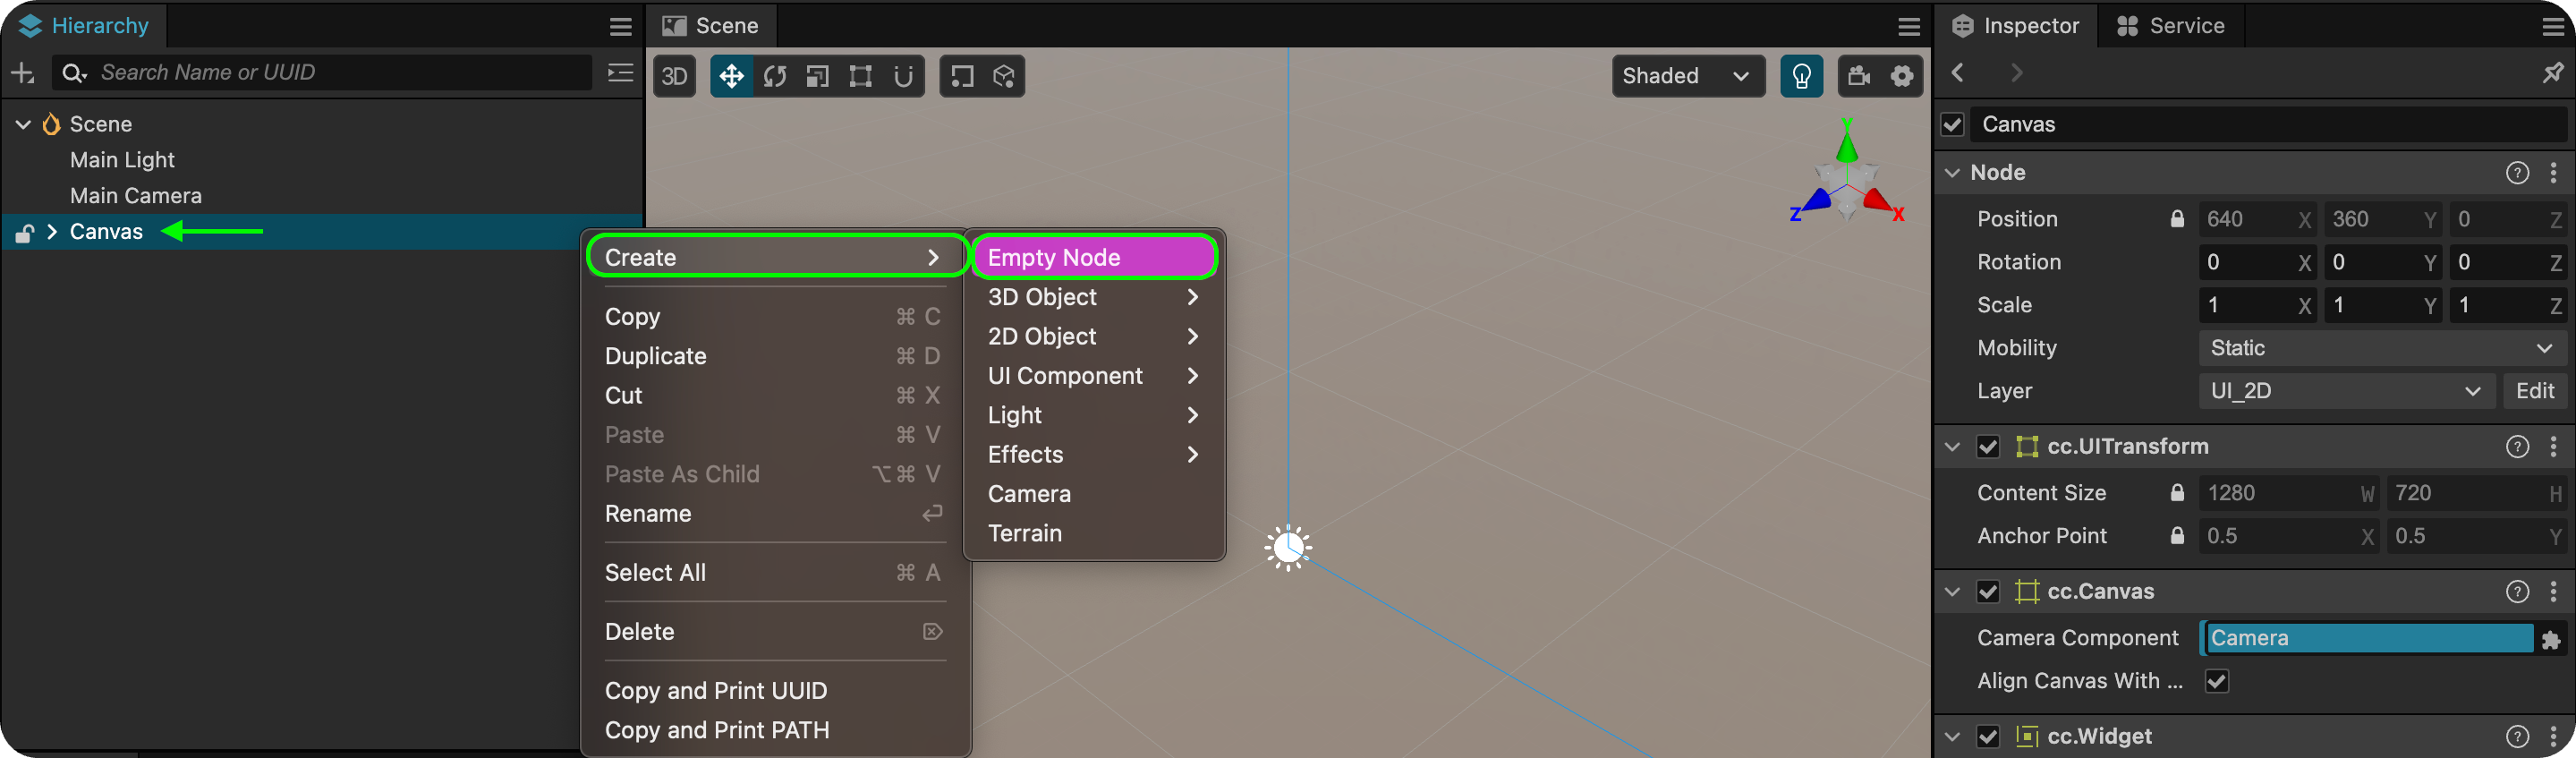 Hierarchy
Search Name or UUID
Scene
Main Light
Main Camera
Canvas
Scene
3D
Shaded
Y
Z
X
Create
Copy ⌘ C
Duplicate ⌘ D
Cut ⌘ X
Paste ⌘ V
Paste As Child ⌥⌘ V
Rename
Select All ⌘ A
Delete
Copy and Print UUID
Copy and Print PATH
Empty Node
3D Object
2D Object
UI Component
Light
Effects
Camera
Terrain
Inspector Service
Canvas
Node
Position 640 X 360 Y 0 Z
Rotation 0 X 0 Y 0 Z
Scale 1 X 1 Y 1 Z
Mobility Static
Layer UI_2D Edit
cc.UITransform
Content Size 1280 W 720 H
Anchor Point 0.5 X 0.5 Y
cc.Canvas
Camera Component Camera
Align Canvas With ...
cc.Widget